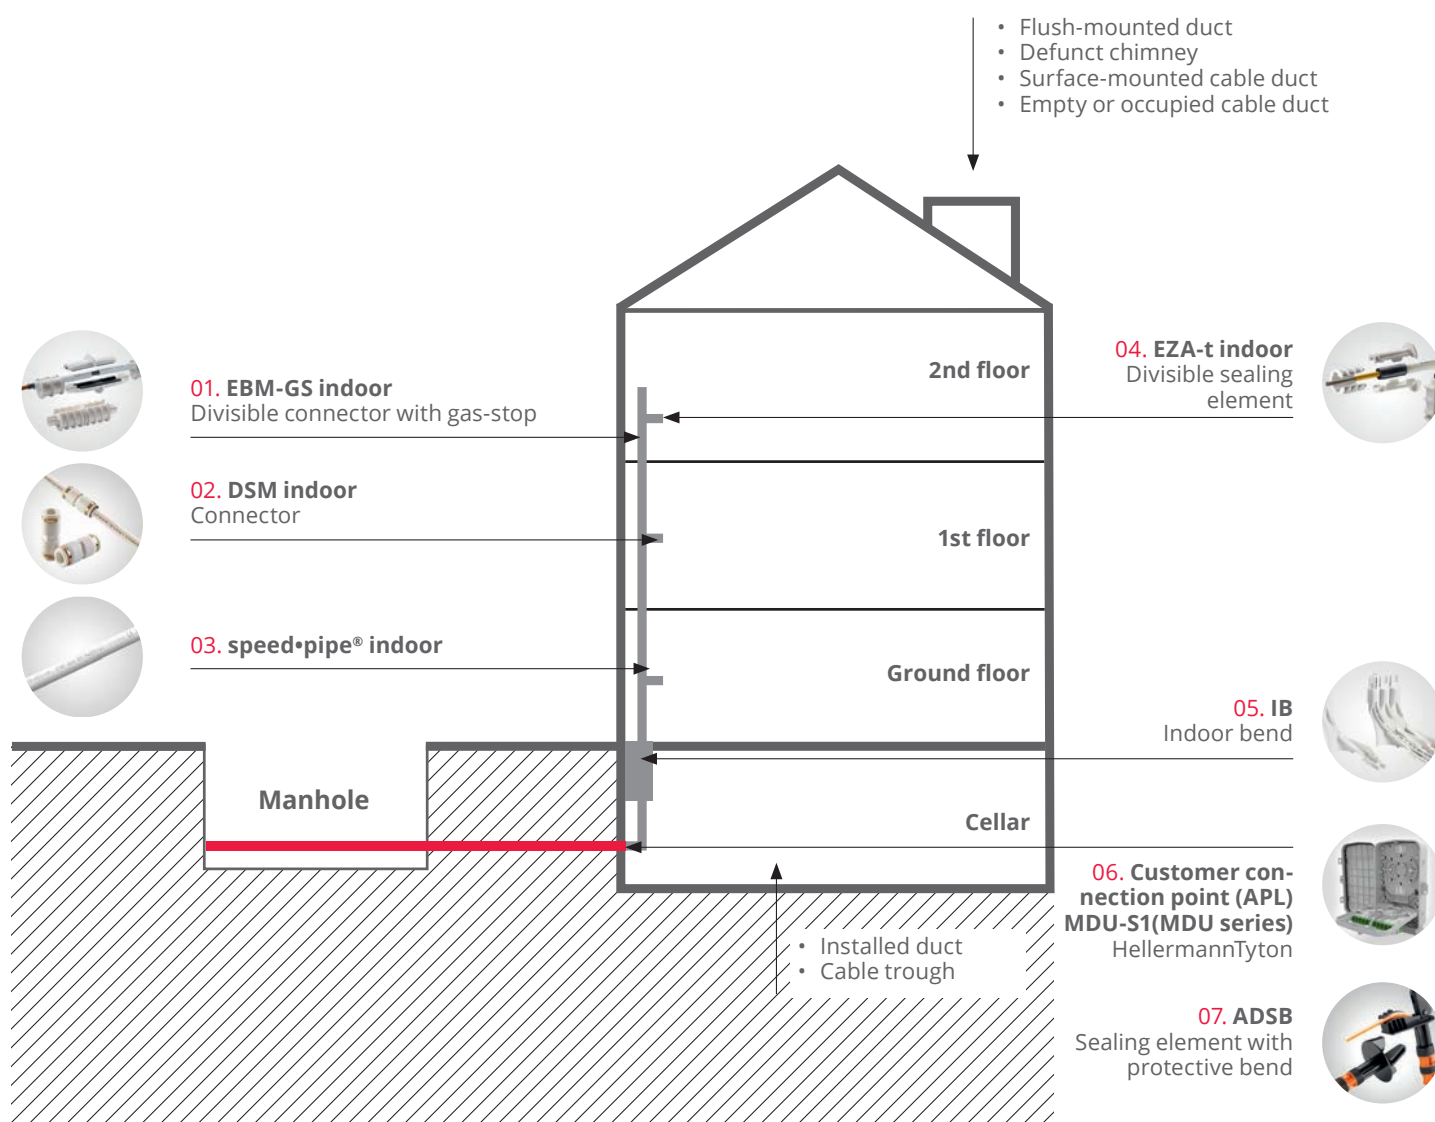 • Flush-mounted duct
• Defunct chimney
• Surface-mounted cable duct
• Empty or occupied cable duct
01. EBM-GS indoor
Divisible connector with gas-stop
02. DSM indoor
Connector
03. speed•pipe® indoor
2nd floor
1st floor
Ground floor
Cellar
Manhole
04. EZA-t indoor
Divisible sealing
element
05. IB
Indoor bend
06. Customer con-
nection point (APL)
MDU-S1(MDU series)
HellermannTyton
• Installed duct
• Cable trough
07. ADSB
Sealing element with
protective bend